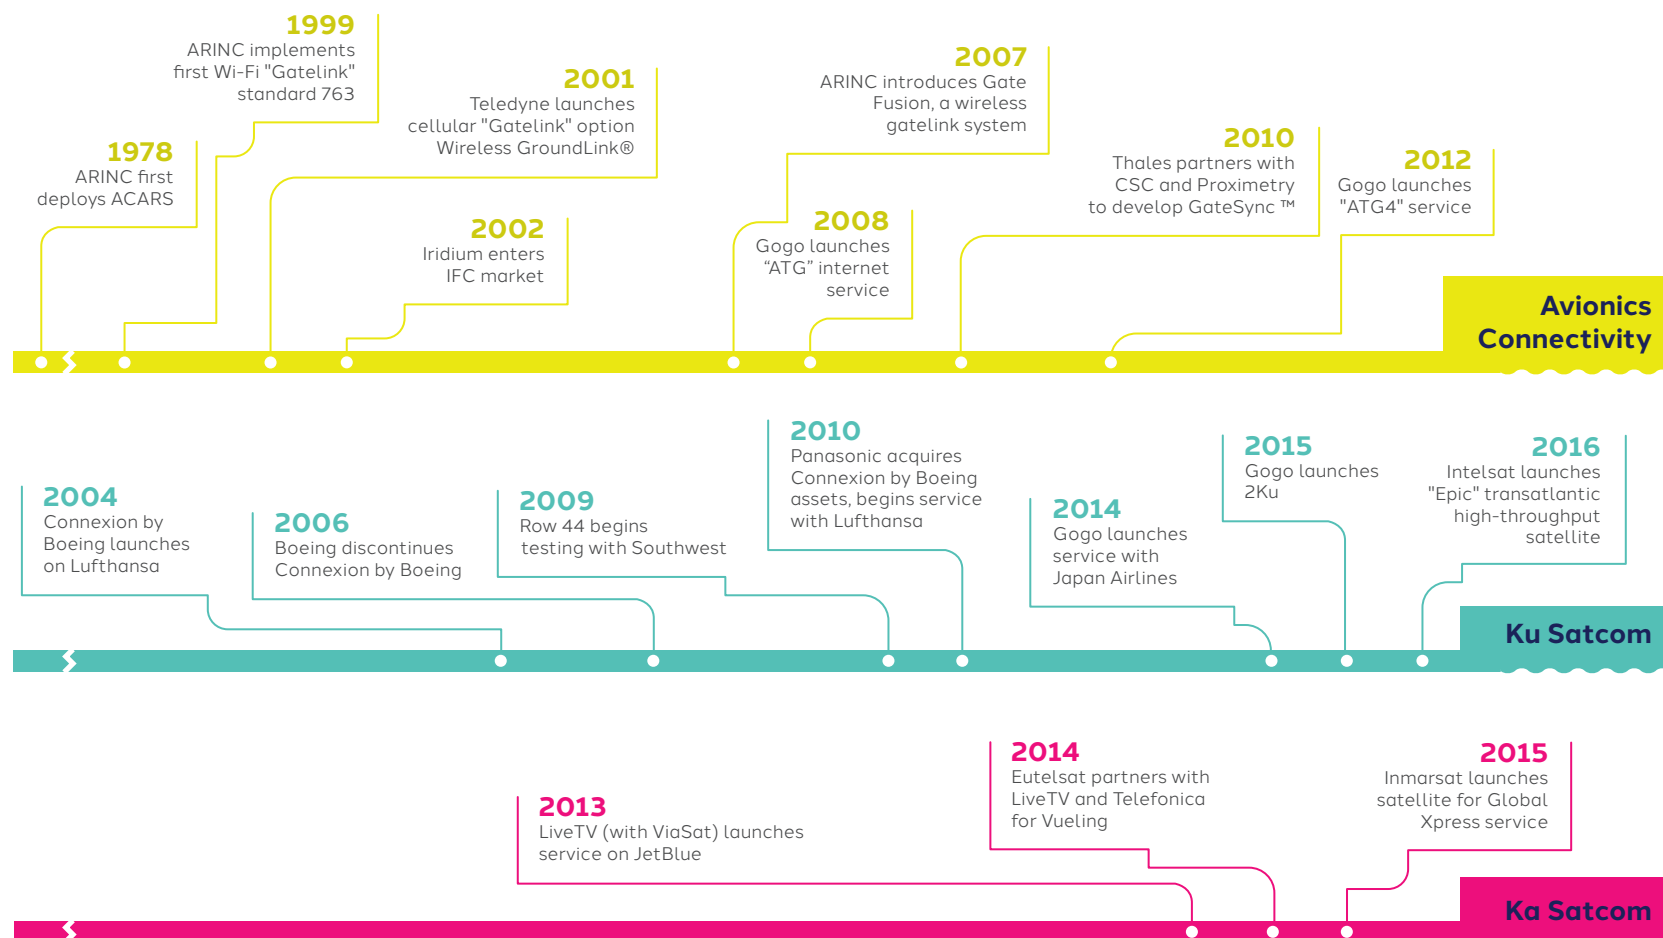 1999
ARINC implements
first Wi-Fi "Gatelink"
standard 763
2001
Teledyne launches
cellular "Gatelink" option
Wireless GroundLink®
2007
ARINC introduces Gate
Fusion, a wireless
gatelink system
1978
ARINC first
deploys ACARS
2010
Thales partners with
CSC and Proximetry
to develop GateSync ™
2012
Gogo launches
"ATG4" service
2002
Iridium enters
IFC market
2008
Gogo launches
“ATG” internet
service
Avionics
Connectivity
2004
Connexion by
Boeing launches
on Lufthansa
2006
Boeing discontinues
Connexion by Boeing
2009
Row 44 begins
testing with Southwest
2010
Panasonic acquires
Connexion by Boeing
assets, begins service
with Lufthansa
2014
Gogo launches
service with
Japan Airlines
2015
Gogo launches
2Ku
2016
Intelsat launches
"Epic" transatlantic
high-throughput
satellite
Ku Satcom
2013
LiveTV (with ViaSat) launches
service on JetBlue
2014
Eutelsat partners with
LiveTV and Telefonica
for Vueling
2015
Inmarsat launches
satellite for Global
Xpress service
Ka Satcom